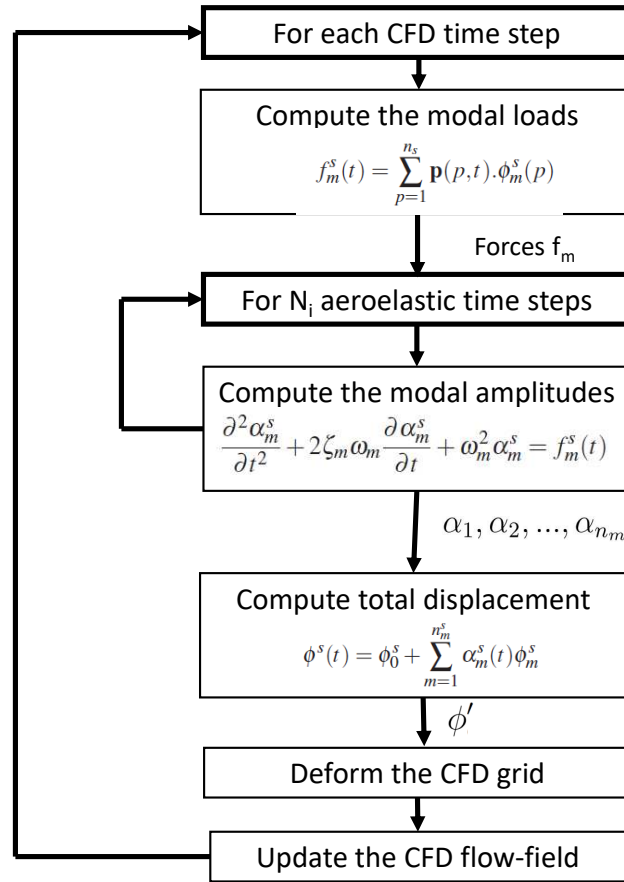 For each CFD time step
Compute the modal loads
f_m^s(t) = \sum_{p=1}^{n_s} \mathbf{p}(p,t).\phi_m^s(p)
Forces f_m
For N_i aeroelastic time steps
Compute the modal amplitudes
\frac{\partial^2 \alpha_m^s}{\partial t^2} + 2\zeta_m \omega_m \frac{\partial \alpha_m^s}{\partial t} + \omega_m^2 \alpha_m^s = f_m^s(t)
\alpha_1, \alpha_2, ..., \alpha_{n_m}
Compute total displacement
\phi^s(t) = \phi_0^s + \sum_{m=1}^{n_m^s} \alpha_m^s(t)\phi_m^s
\phi'
Deform the CFD grid
Update the CFD flow-field